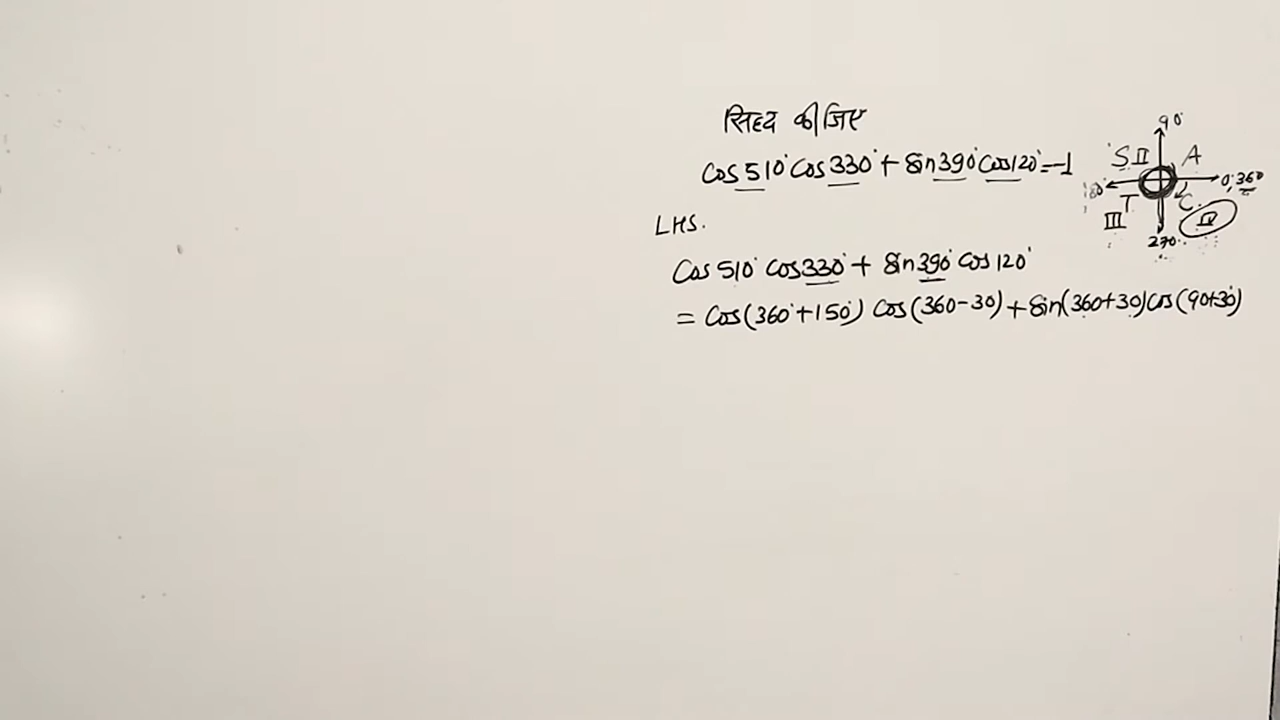 सिद्ध कीजिए
Cos 510° Cos 330° + Sin 390° Cos 120° = -1
LHS.
Cos 510° Cos 330° + Sin 390° Cos 120°
= Cos (360° + 150°) Cos (360 - 30) + Sin (360 + 30) Cos (90 + 30°)
90°
S II A
180° 0, 360
T C
III IV
270°